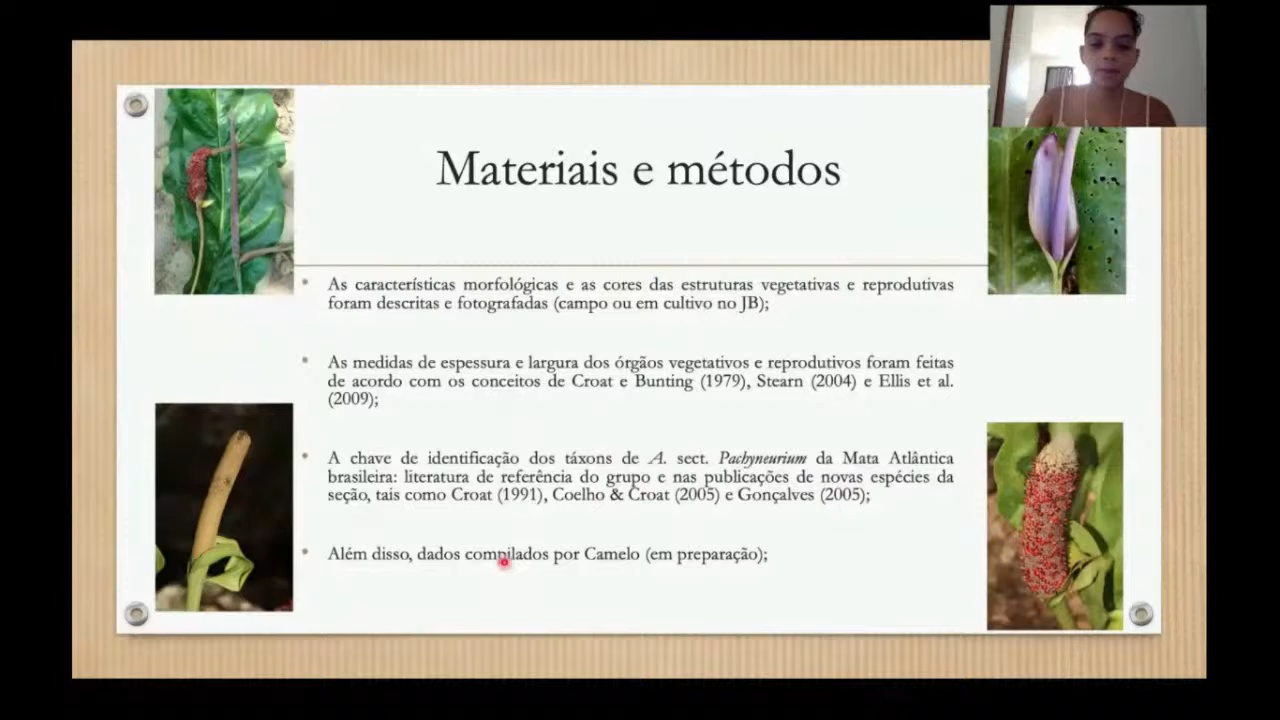 Materiais e métodos
As características morfológicas e as cores das estruturas vegetativas e reprodutivas
foram descritas e fotografadas (campo ou em cultivo no JB);
As medidas de espessura e largura dos órgãos vegetativos e reprodutivos foram feitas
de acordo com os conceitos de Croat e Bunting (1979), Stearn (2004) e Ellis et al.
(2009);
A chave de identificação dos táxons de A. sect. Pachyneurium da Mata Atlântica
brasileira: literatura de referência do grupo e nas publicações de novas espécies da
seção, tais como Croat (1991), Coelho & Croat (2005) e Gonçalves (2005);
Além disso, dados compilados por Camelo (em preparação);